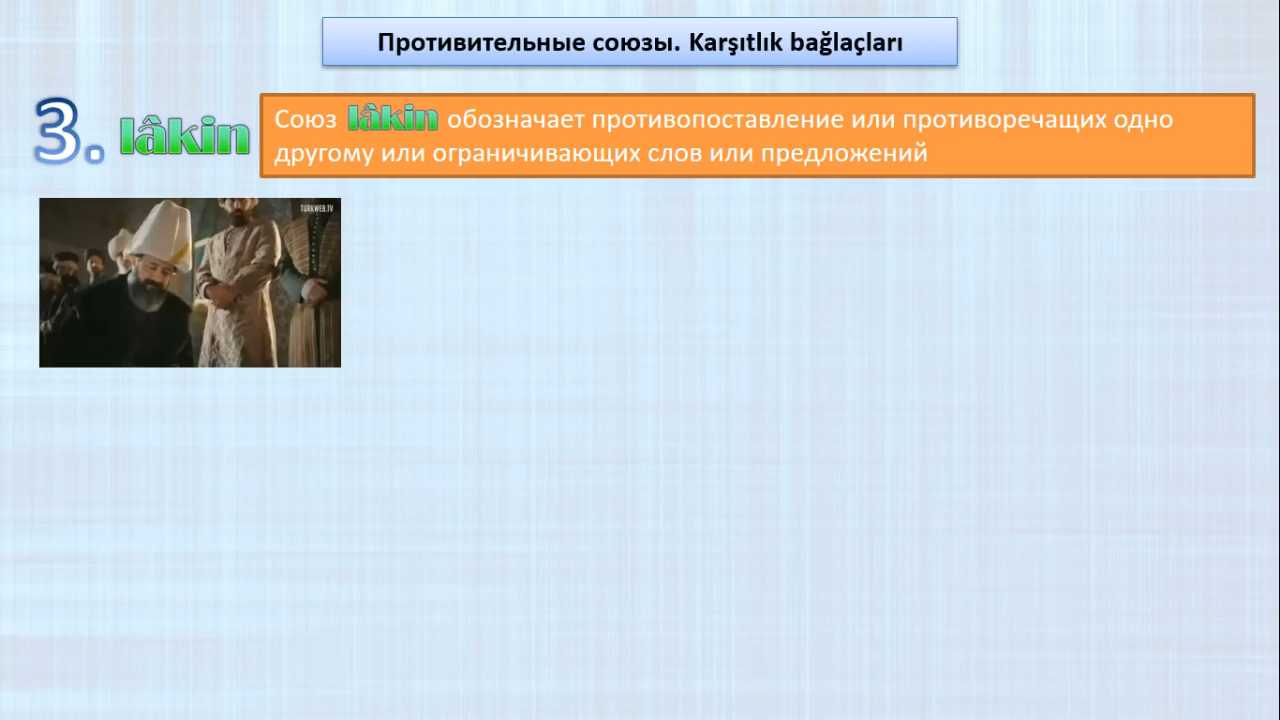 Противительные союзы. Karşıtlık bağlaçları
3. lâkin
Союз lâkin обозначает противопоставление или противоречащих одно
другому или ограничивающих слов или предложений
TURKWEB.TV